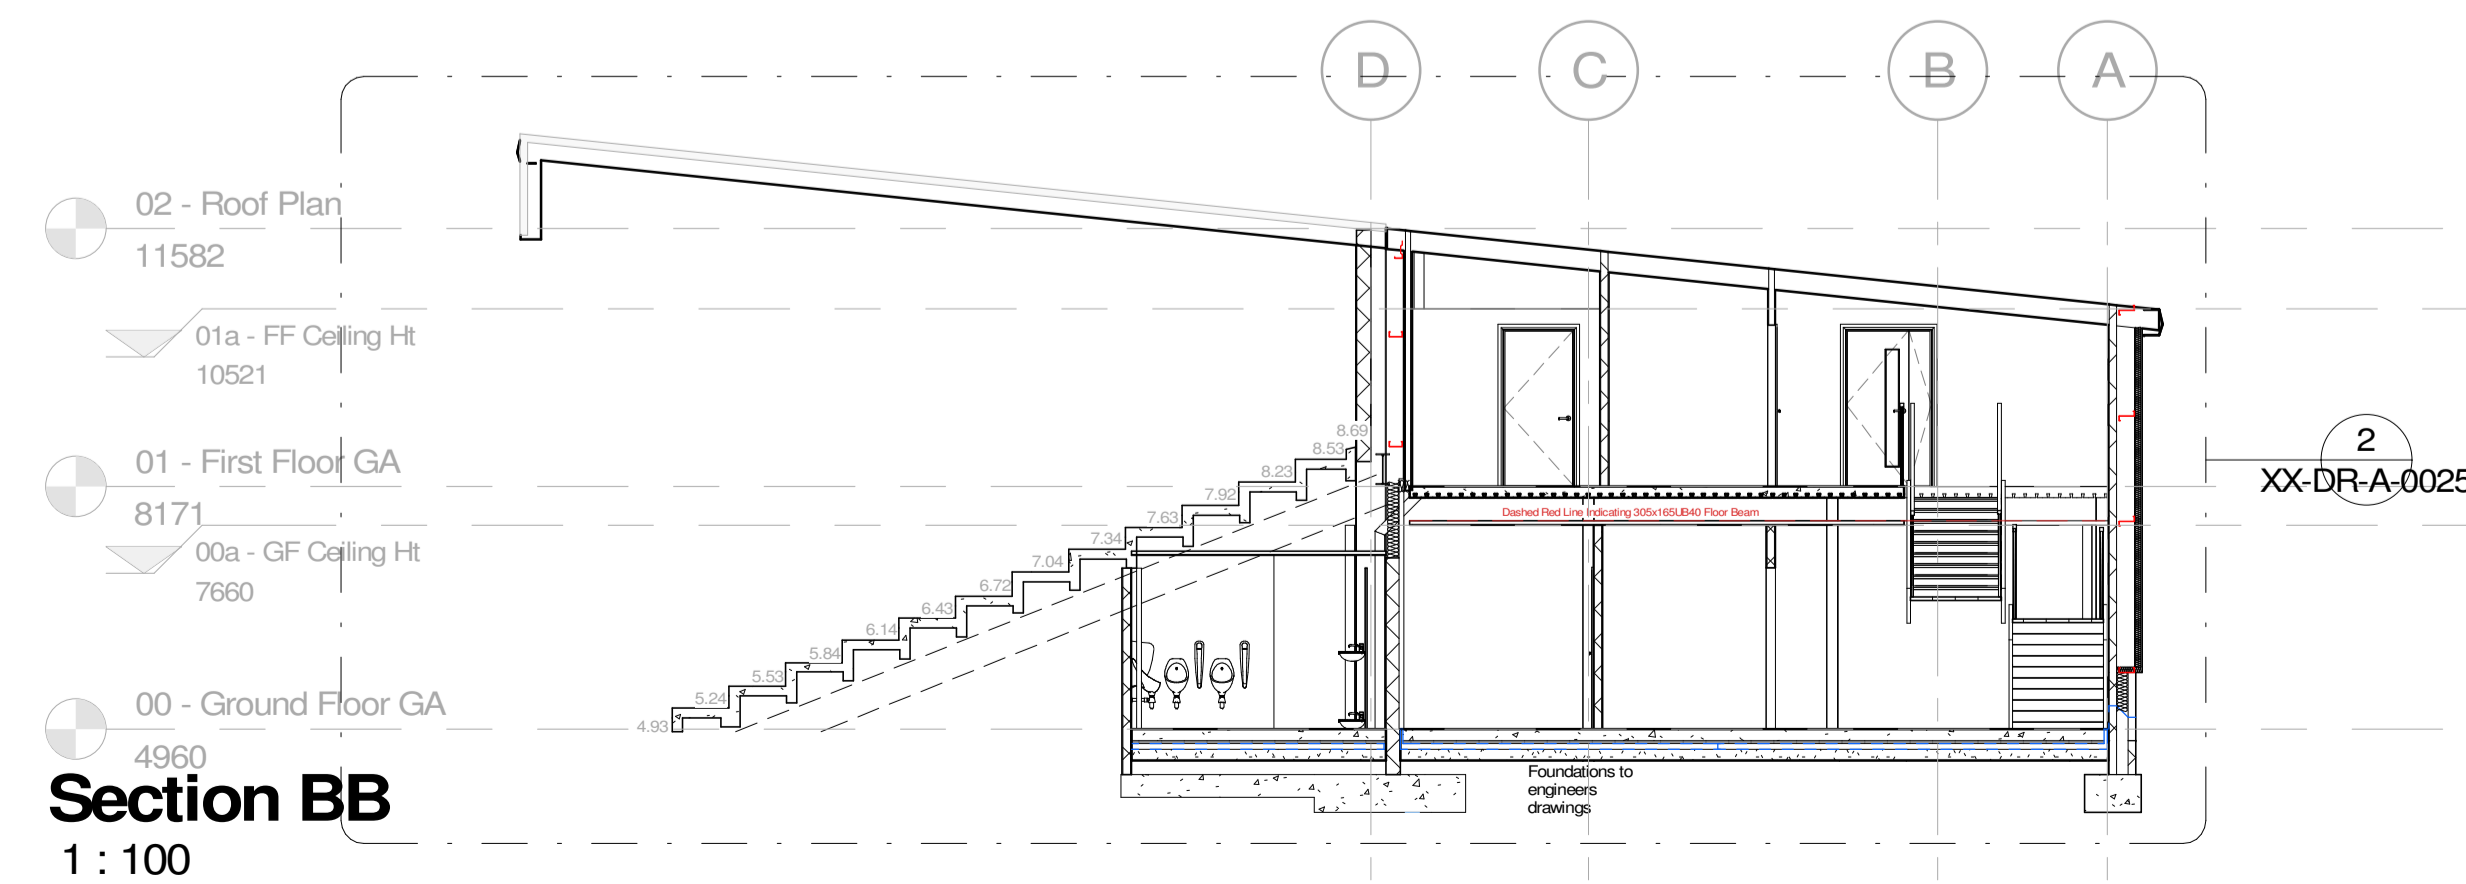 D
C
B
A
02 - Roof Plan
11582
01a - FF Ceiling Ht
10521
01 - First Floor GA
8171
00a - GF Ceiling Ht
7660
00 - Ground Floor GA
4960
8.69
8.53
8.23
7.92
7.63
7.34
7.04
6.72
6.43
6.14
5.84
5.53
5.24
4.93
Dashed Red Line Indicating 305x165UB40 Floor Beam
2
XX-DR-A-0025
Foundations to
engineers
drawings
Section BB
1 : 100